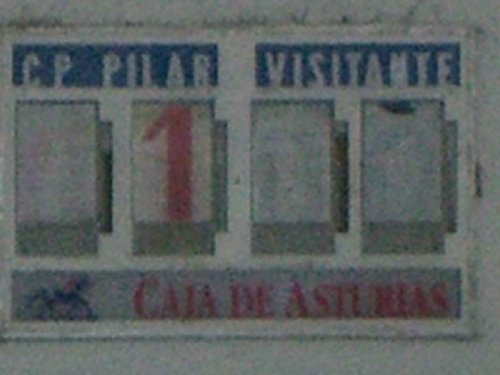 C.P. PILAR VISITANTE
1
CAJA DE ASTURIAS